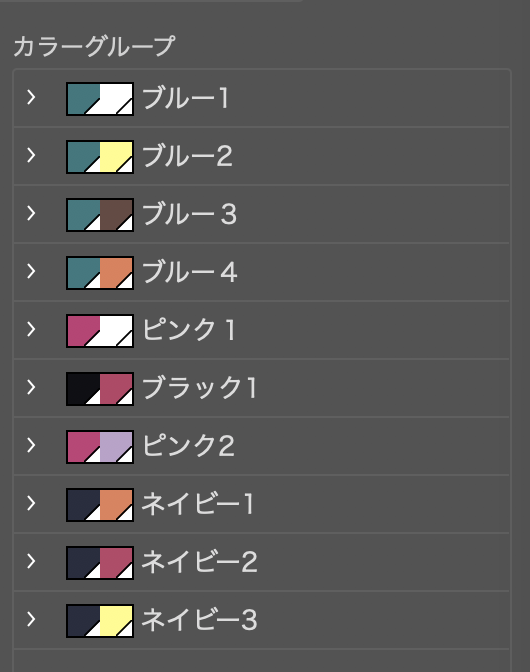 カラーグループ
ブルー1
ブルー2
ブルー３
ブルー４
ピンク１
ブラック1
ピンク2
ネイビー1
ネイビー2
ネイビー3